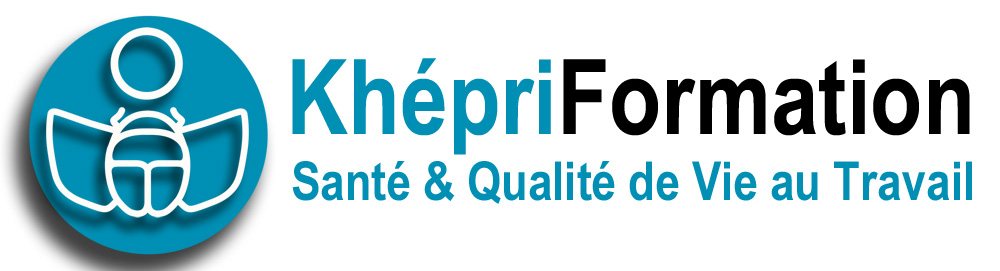 KhépriFormation
Santé & Qualité de Vie au Travail